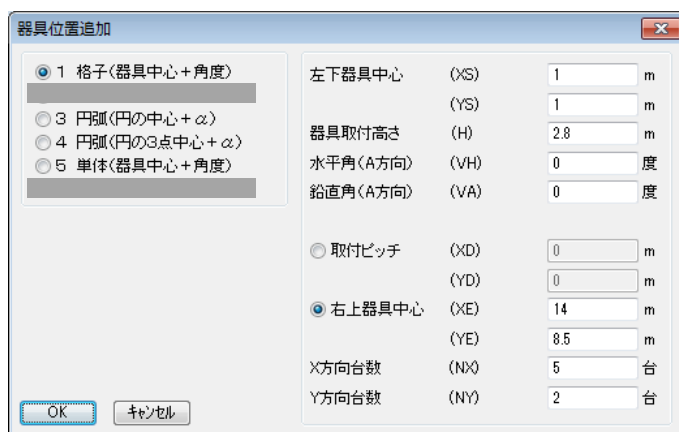 器具位置追加
1 格子(器具中心+角度)
3 円弧(円の中心+α)
4 円弧(円の3点中心+α)
5 単体(器具中心+角度)
左下器具中心 (XS) 1 m
(YS) 1 m
器具取付高さ (H) 2.8 m
水平角(A方向) (VH) 0 度
鉛直角(A方向) (VA) 0 度
取付ピッチ (XD) 0 m
(YD) 0 m
右上器具中心 (XE) 14 m
(YE) 8.5 m
X方向台数 (NX) 5 台
Y方向台数 (NY) 2 台
OK キャンセル